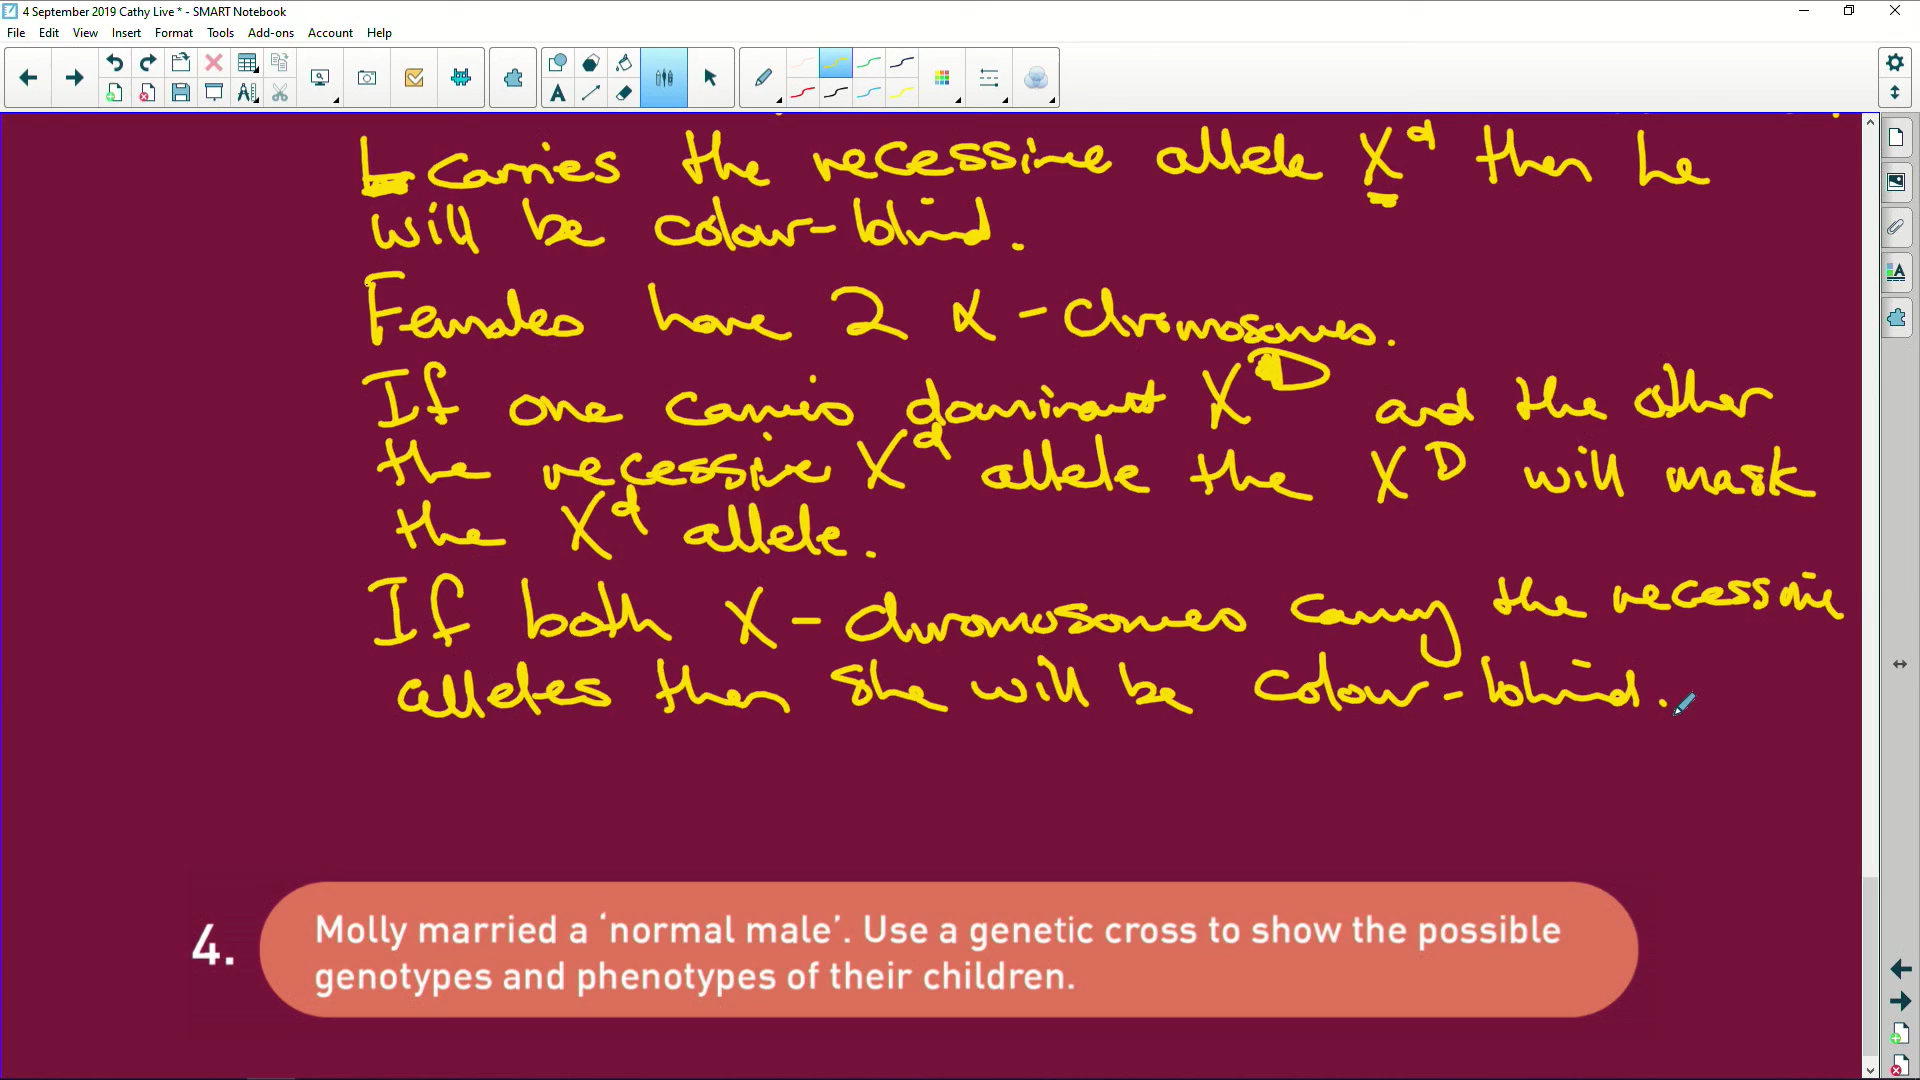 4 September 2019 Cathy Live * - SMART Notebook
File Edit View Insert Format Tools Add-ons Account Help
carries the recessive allele Xᵈ then he
will be colour-blind.
Females have 2 X-chromosomes.
If one carries dominant Xᴰ and the other
the recessive Xᵈ allele the Xᴰ will mask
the Xᵈ allele.
If both X-chromosomes carry the recessive
alleles then she will be colour-blind.
4. Molly married a ‘normal male’. Use a genetic cross to show the possible
genotypes and phenotypes of their children.